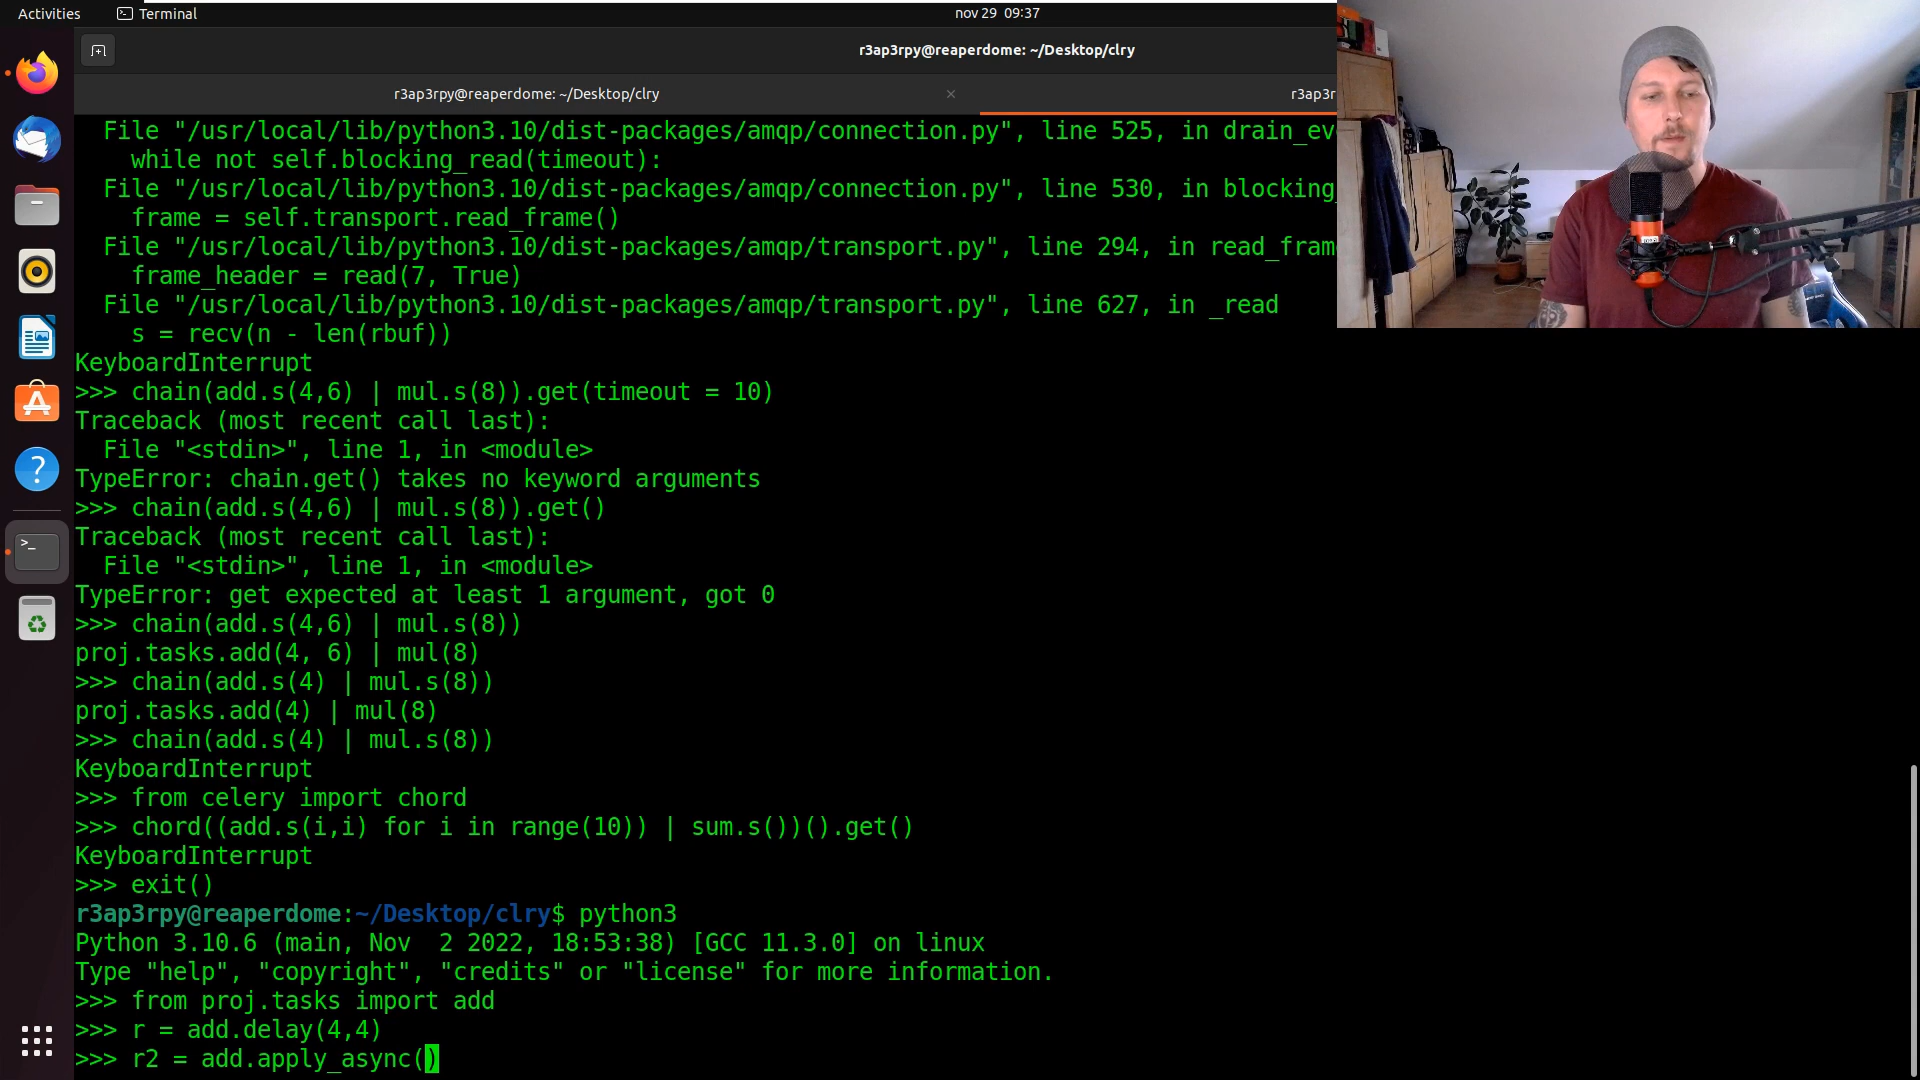 Activities
Terminal
nov 29 09:37
r3ap3rpy@reaperdome: ~/Desktop/clry
r3ap3rpy@reaperdome: ~/Desktop/clry
r3ap3r
File "/usr/local/lib/python3.10/dist-packages/amqp/connection.py", line 525, in drain_ev
while not self.blocking_read(timeout):
File "/usr/local/lib/python3.10/dist-packages/amqp/connection.py", line 530, in blocking_
frame = self.transport.read_frame()
File "/usr/local/lib/python3.10/dist-packages/amqp/transport.py", line 294, in read_fram
frame_header = read(7, True)
File "/usr/local/lib/python3.10/dist-packages/amqp/transport.py", line 627, in _read
s = recv(n - len(rbuf))
KeyboardInterrupt
>>> chain(add.s(4,6) | mul.s(8)).get(timeout = 10)
Traceback (most recent call last):
File "<stdin>", line 1, in <module>
TypeError: chain.get() takes no keyword arguments
>>> chain(add.s(4,6) | mul.s(8)).get()
Traceback (most recent call last):
File "<stdin>", line 1, in <module>
TypeError: get expected at least 1 argument, got 0
>>> chain(add.s(4,6) | mul.s(8))
proj.tasks.add(4, 6) | mul(8)
>>> chain(add.s(4) | mul.s(8))
proj.tasks.add(4) | mul(8)
>>> chain(add.s(4) | mul.s(8))
KeyboardInterrupt
>>> from celery import chord
>>> chord((add.s(i,i) for i in range(10)) | sum.s())().get()
KeyboardInterrupt
>>> exit()
r3ap3rpy@reaperdome:~/Desktop/clry$ python3
Python 3.10.6 (main, Nov  2 2022, 18:53:38) [GCC 11.3.0] on linux
Type "help", "copyright", "credits" or "license" for more information.
>>> from proj.tasks import add
>>> r = add.delay(4,4)
>>> r2 = add.apply_async()